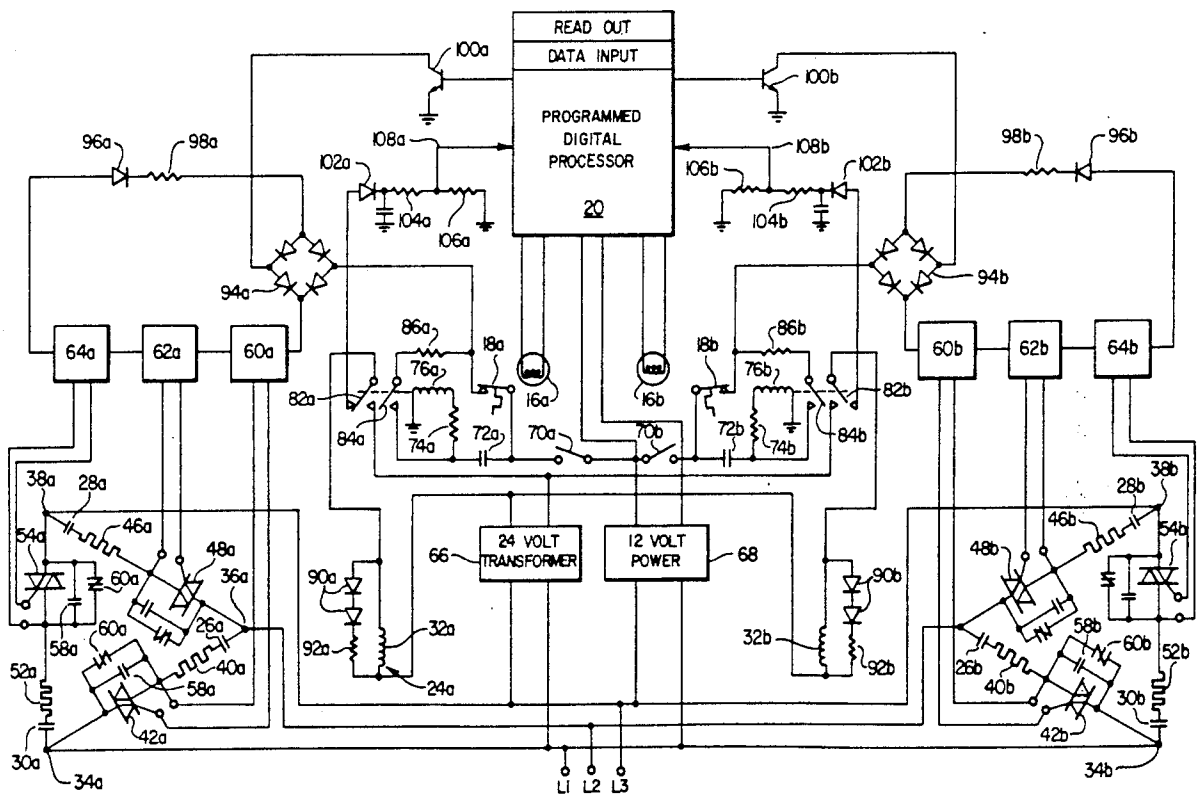 READ OUT
DATA INPUT
PROGRAMMED
DIGITAL
PROCESSOR
20
100a
100b
108a
108b
96a
98a
102a
106b
102b
98b
96b
104a
106a
104b
94a
94b
86a
86b
18a
18b
64a
62a
60a
76a
76b
60b
62b
64b
82a
16a
16b
82b
84a
84b
74a
72a
70a
70b
72b
74b
38a
28a
28b
38b
46a
46b
54a
48a
66
24 VOLT
TRANSFORMER
12 VOLT
POWER
68
48b
54b
36a
90a
90b
60a
58a
26a
32a
32b
60a
58b
60b
92a
92b
52a
40a
24a
26b
52b
58a
40b
30b
42a
42b
30a
34a
34b
L1 L2 L3